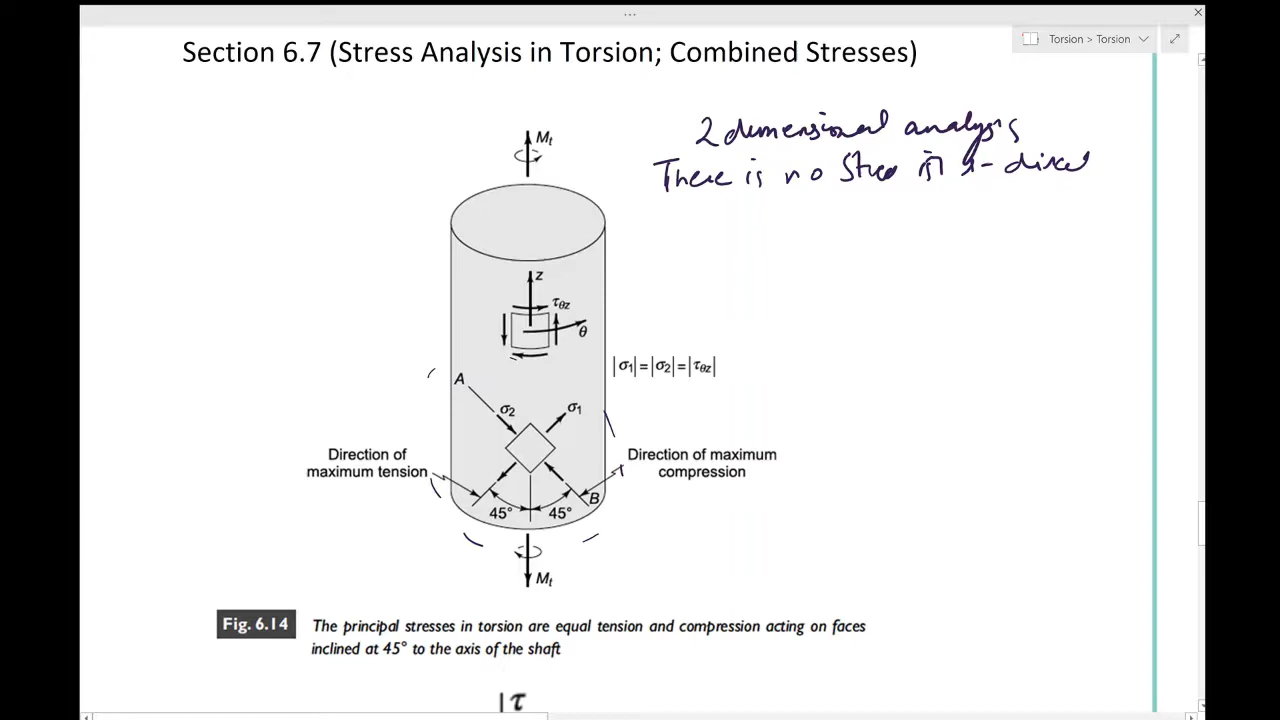 Section 6.7 (Stress Analysis in Torsion; Combined Stresses)
Torsion > Torsion
2 dimensional analysis
There is no Stress in r- direct
Mt
z
τθz
θ
|σ1|=|σ2|=|τθz|
A
σ2
σ1
Direction of
maximum tension
Direction of maximum
compression
45°
45°
B
Mt
Fig. 6.14
The principal stresses in torsion are equal tension and compression acting on faces
inclined at 45° to the axis of the shaft
τ